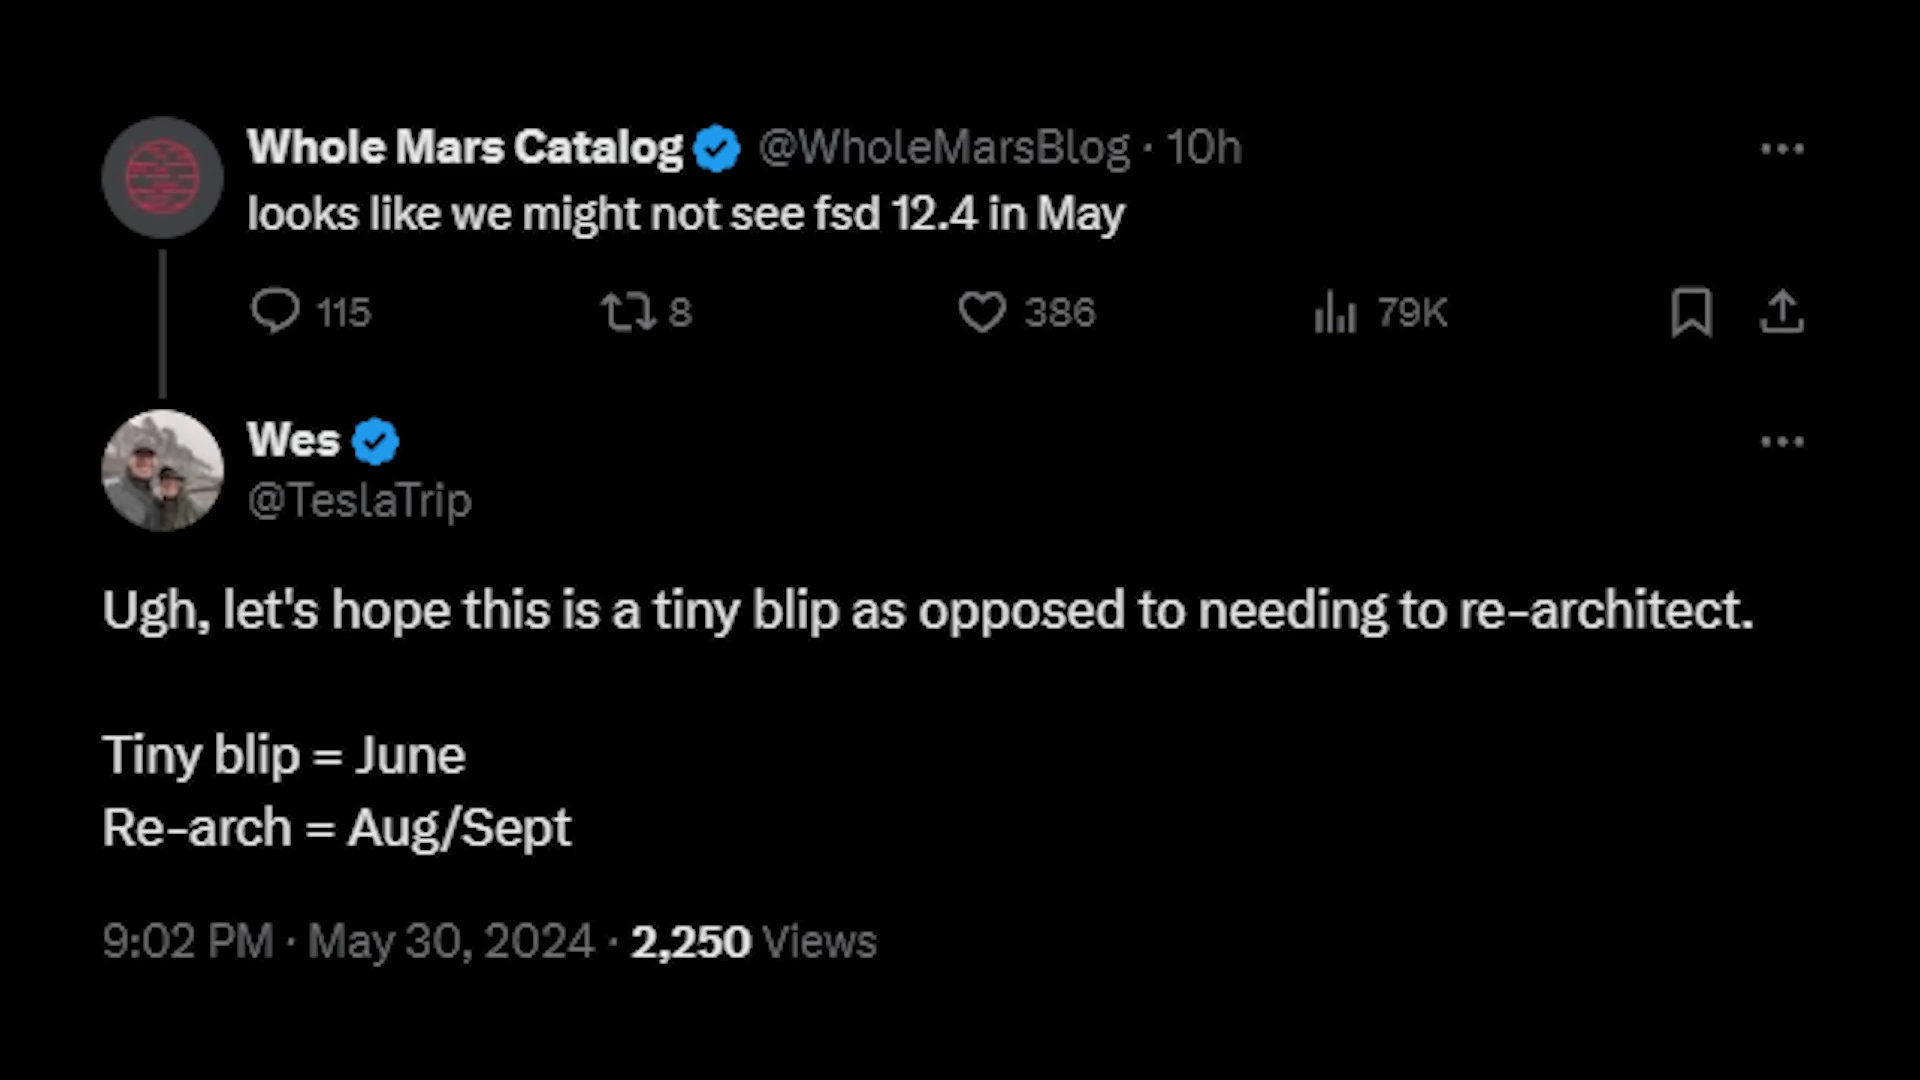 Whole Mars Catalog @WholeMarsBlog · 10h
looks like we might not see fsd 12.4 in May
115 8 386 79K
Wes
@TeslaTrip
Ugh, let's hope this is a tiny blip as opposed to needing to re-architect.
Tiny blip = June
Re-arch = Aug/Sept
9:02 PM · May 30, 2024 · 2,250 Views